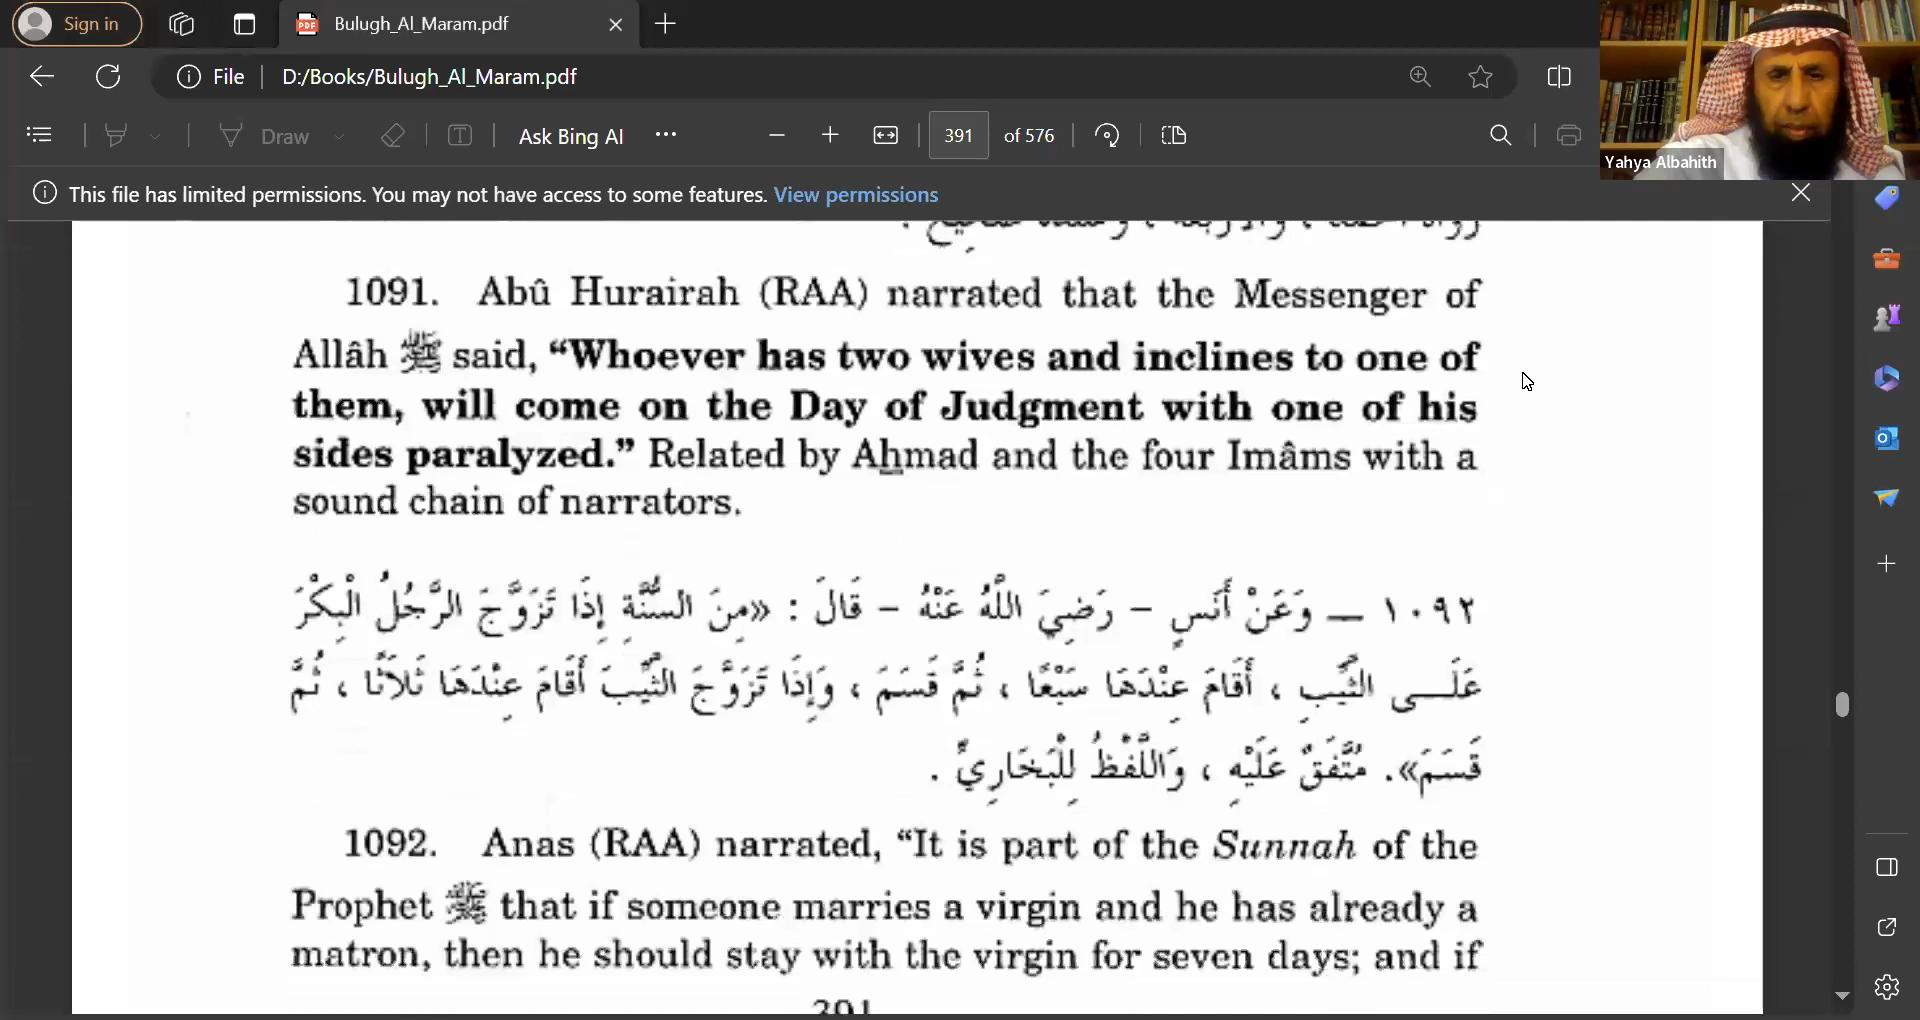 Sign in
Bulugh_Al_Maram.pdf
File
D:/Books/Bulugh_Al_Maram.pdf
Draw
Ask Bing AI
391 of 576
Yahya Albahith
This file has limited permissions. You may not have access to some features. View permissions
1091. Abû Hurairah (RAA) narrated that the Messenger of
Allâh ﷺ said, “Whoever has two wives and inclines to one of
them, will come on the Day of Judgment with one of his
sides paralyzed.” Related by Aḥmad and the four Imâms with a
sound chain of narrators.
١٠٩٢ — وَعَنْ أَنَسٍ – رَضِيَ اللَّهُ عَنْهُ – قَالَ : «مِنَ السُّنَّةِ إِذَا تَزَوَّجَ الرَّجُلُ الْبِكْرَ
عَلَى الثَّيِّبِ ، أَقَامَ عِنْدَهَا سَبْعًا ، ثُمَّ قَسَمَ ، وَإِذَا تَزَوَّجَ الثَّيِّبَ أَقَامَ عِنْدَهَا ثَلاَثًا ، ثُمَّ
قَسَمَ». مُتَّفَقٌ عَلَيْهِ ، وَاللَّفْظُ لِلْبُخَارِيِّ .
1092. Anas (RAA) narrated, “It is part of the Sunnah of the
Prophet ﷺ that if someone marries a virgin and he has already a
matron, then he should stay with the virgin for seven days; and if
391